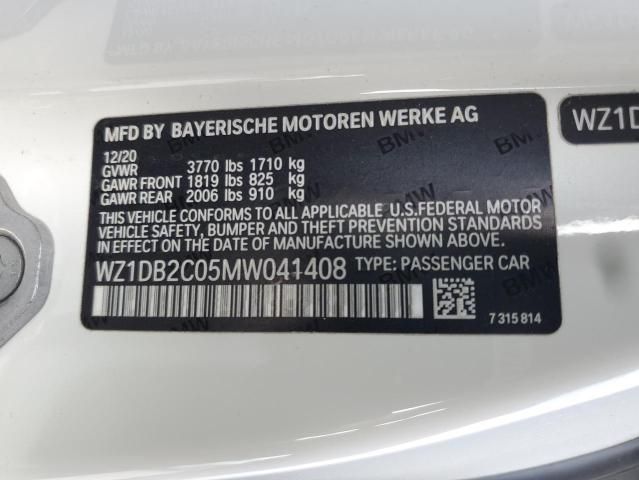 MFD BY BAYERISCHE MOTOREN WERKE AG
12/20
GVWR 3770 lbs 1710 kg
GAWR FRONT 1819 lbs 825 kg
GAWR REAR 2006 lbs 910 kg
THIS VEHICLE CONFORMS TO ALL APPLICABLE U.S.FEDERAL MOTOR
VEHICLE SAFETY, BUMPER AND THEFT PREVENTION STANDARDS
IN EFFECT ON THE DATE OF MANUFACTURE SHOWN ABOVE.
WZ1DB2C05MW041408 TYPE: PASSENGER CAR
7 315 814
WZ1D